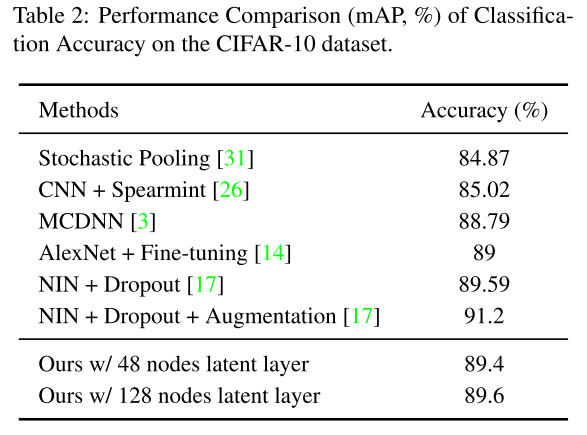 Table 2: Performance Comparison (mAP, %) of Classifica-
tion Accuracy on the CIFAR-10 dataset.
Methods Accuracy (%)
Stochastic Pooling [31] 84.87
CNN + Spearmint [26] 85.02
MCDNN [3] 88.79
AlexNet + Fine-tuning [14] 89
NIN + Dropout [17] 89.59
NIN + Dropout + Augmentation [17] 91.2
Ours w/ 48 nodes latent layer 89.4
Ours w/ 128 nodes latent layer 89.6